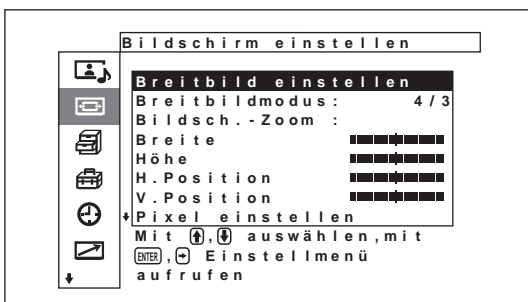 Bildschirm einstellen
Breitbild einstellen
Breitbildmodus: 4/3
Bildsch.-Zoom :
Breite
Höhe
H.Position
V.Position
Pixel einstellen
Mit ↑,↓ auswählen,mit
ENTER,→ Einstellmenü
aufrufen